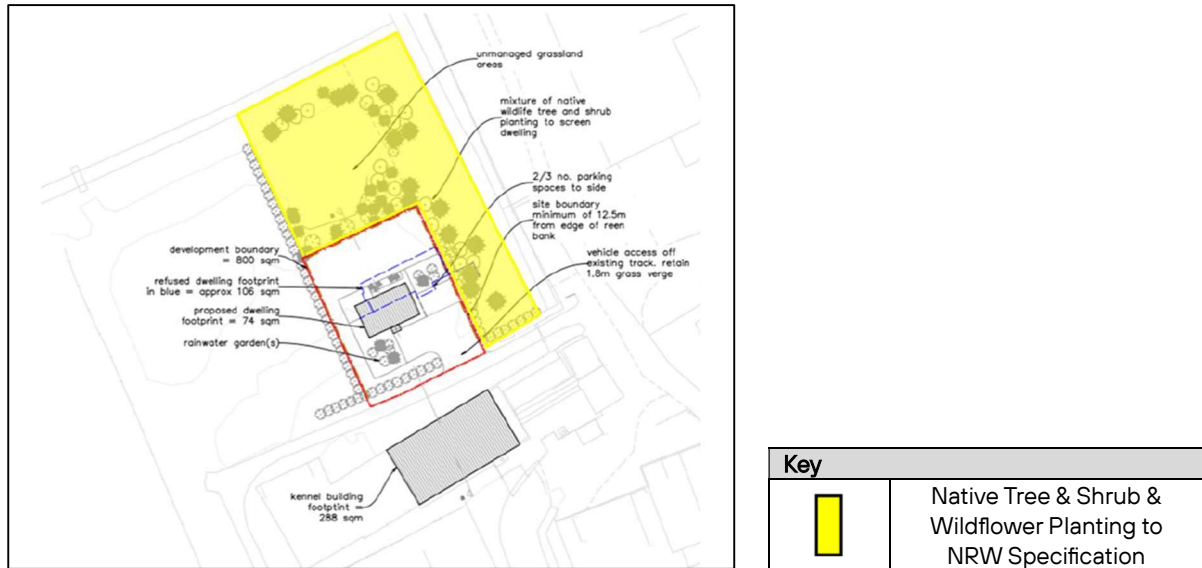 unmanaged grassland
areas
mixture of native
wildlife tree and shrub
planting to screen
dwelling
2/3 no. parking
spaces to side
site boundary
minimum of 12.5m
from edge of reen
bank
vehicle access off
existing track. retain
1.8m grass verge
development boundary
= 800 sqm
refused dwelling footprint
in blue = approx 106 sqm
proposed dwelling
footprint = 74 sqm
rainwater garden(s)
kennel building
footptint =
288 sqm
Key
Native Tree & Shrub &
Wildflower Planting to
NRW Specification